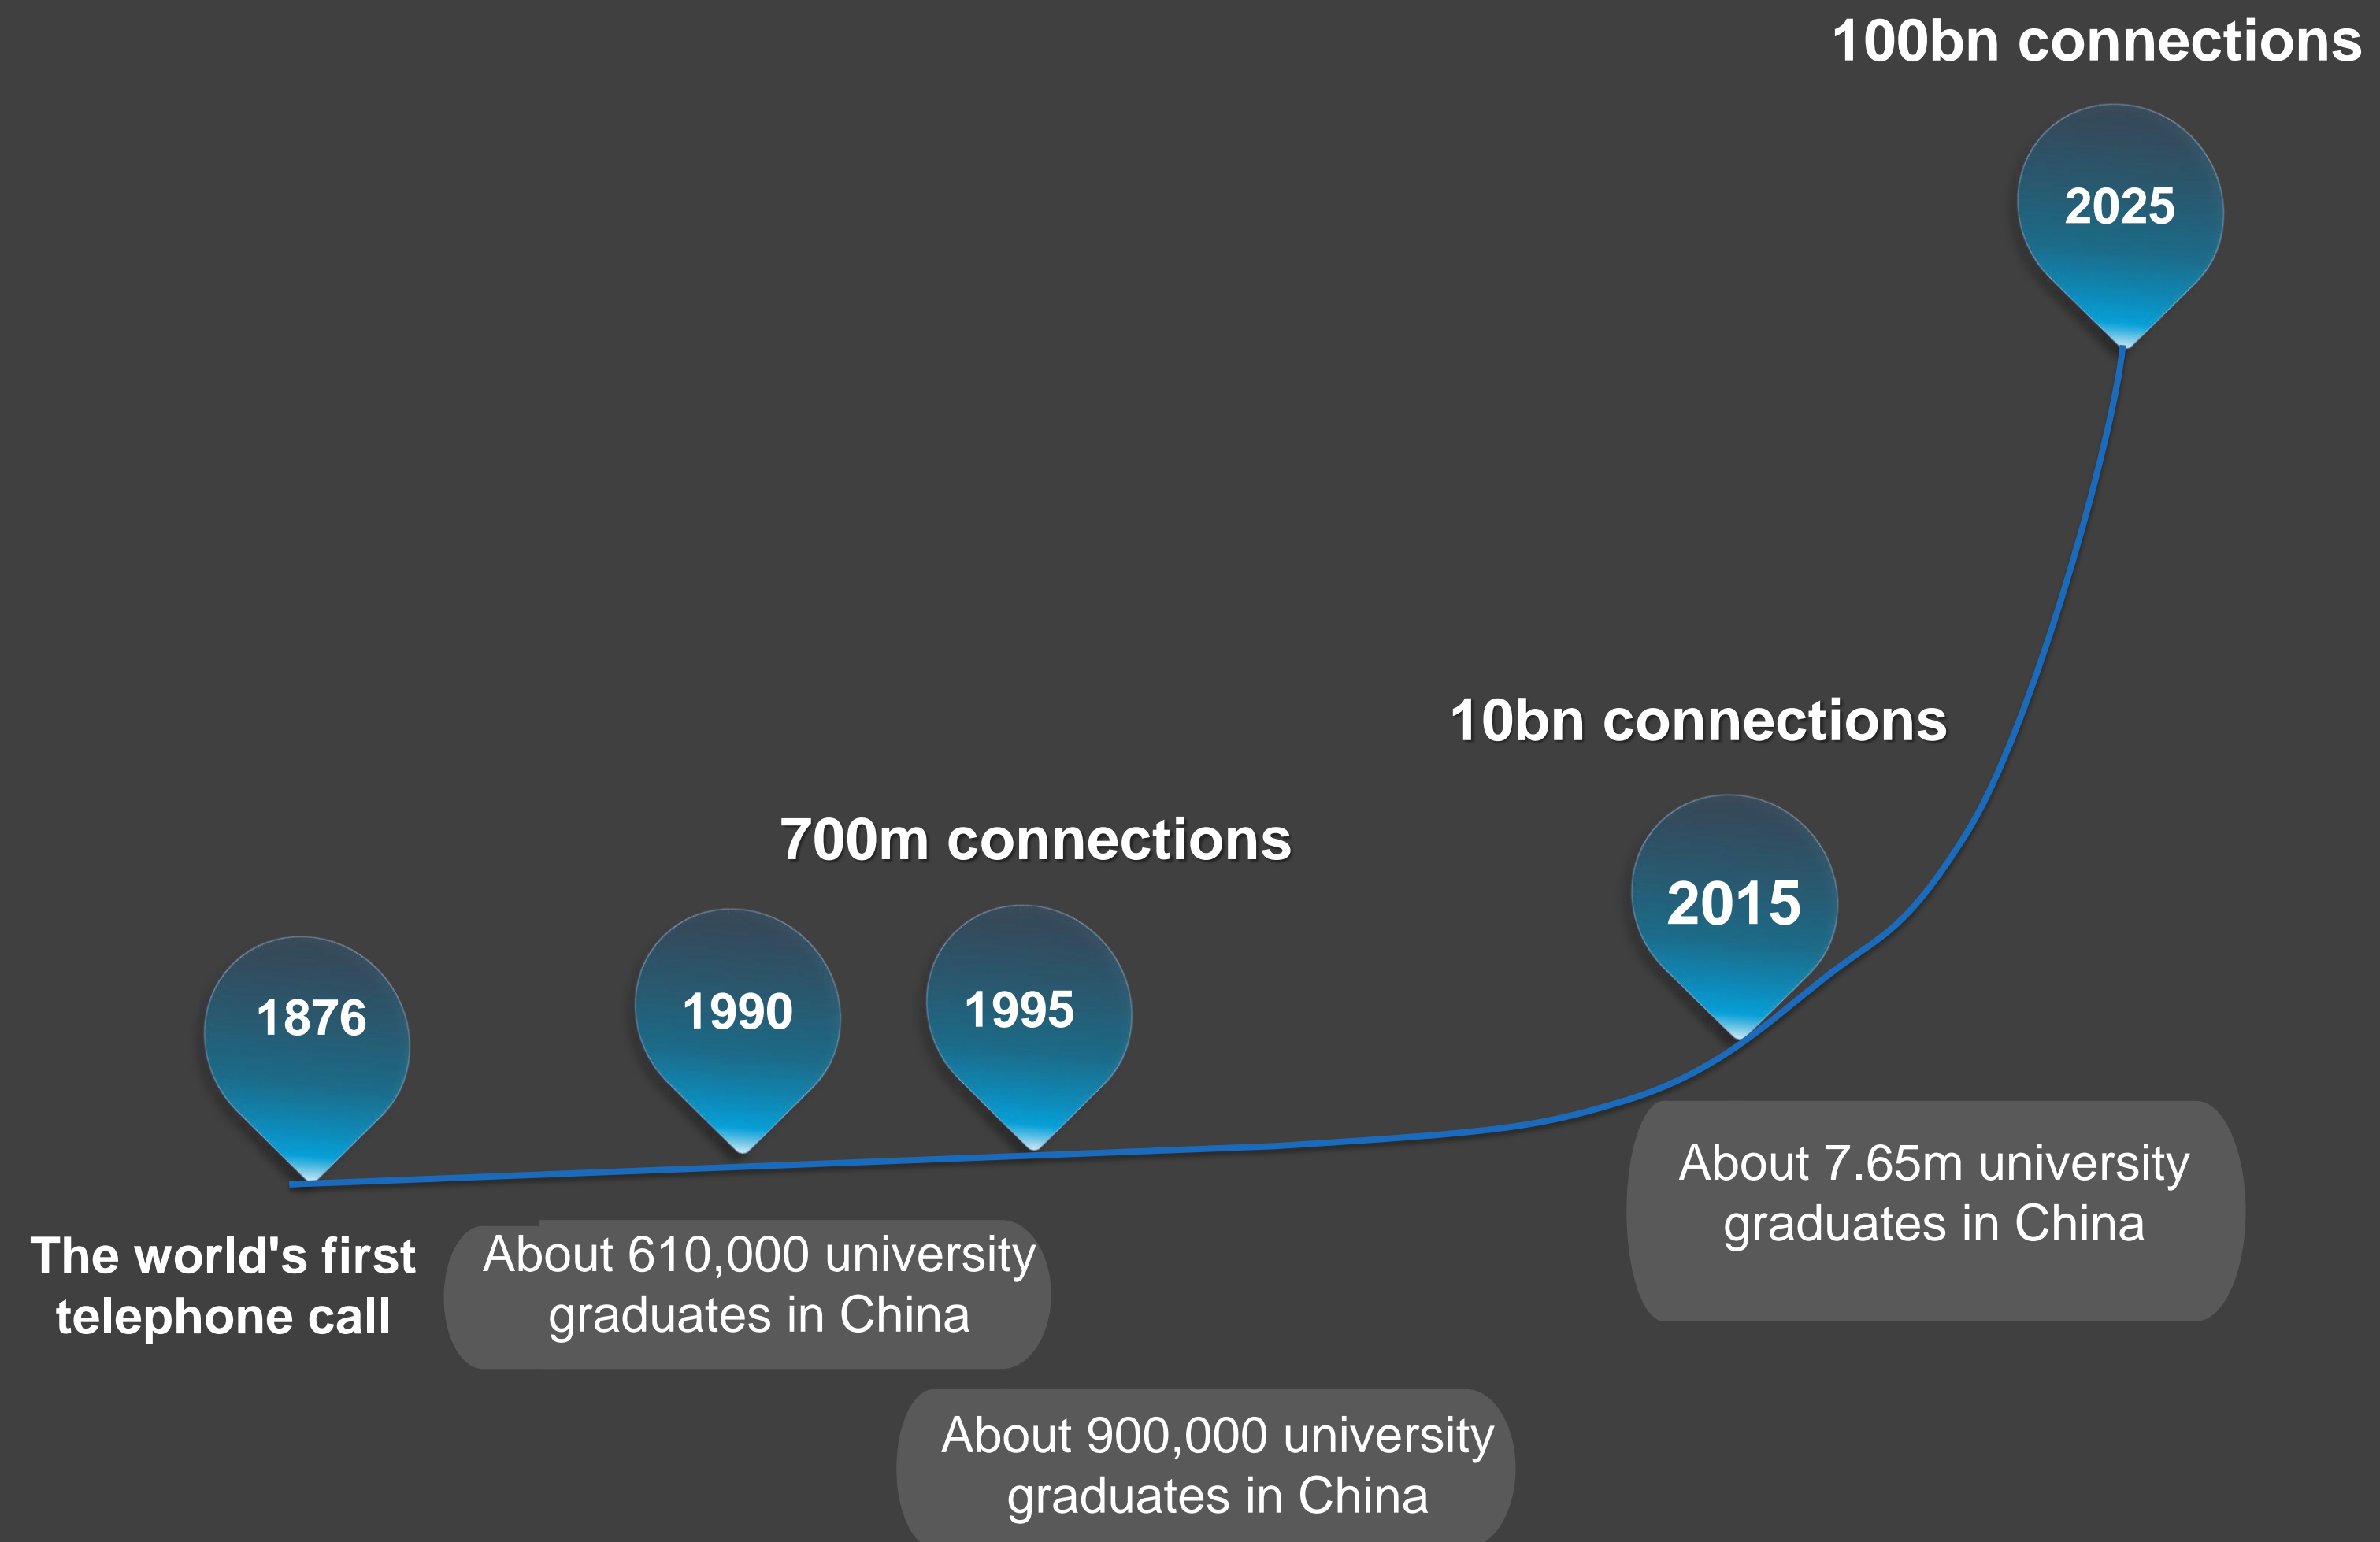 100bn connections
2025
10bn connections
2015
700m connections
1876
1990
1995
The world's first
telephone call
About 610,000 university
graduates in China
About 900,000 university
graduates in China
About 7.65m university
graduates in China